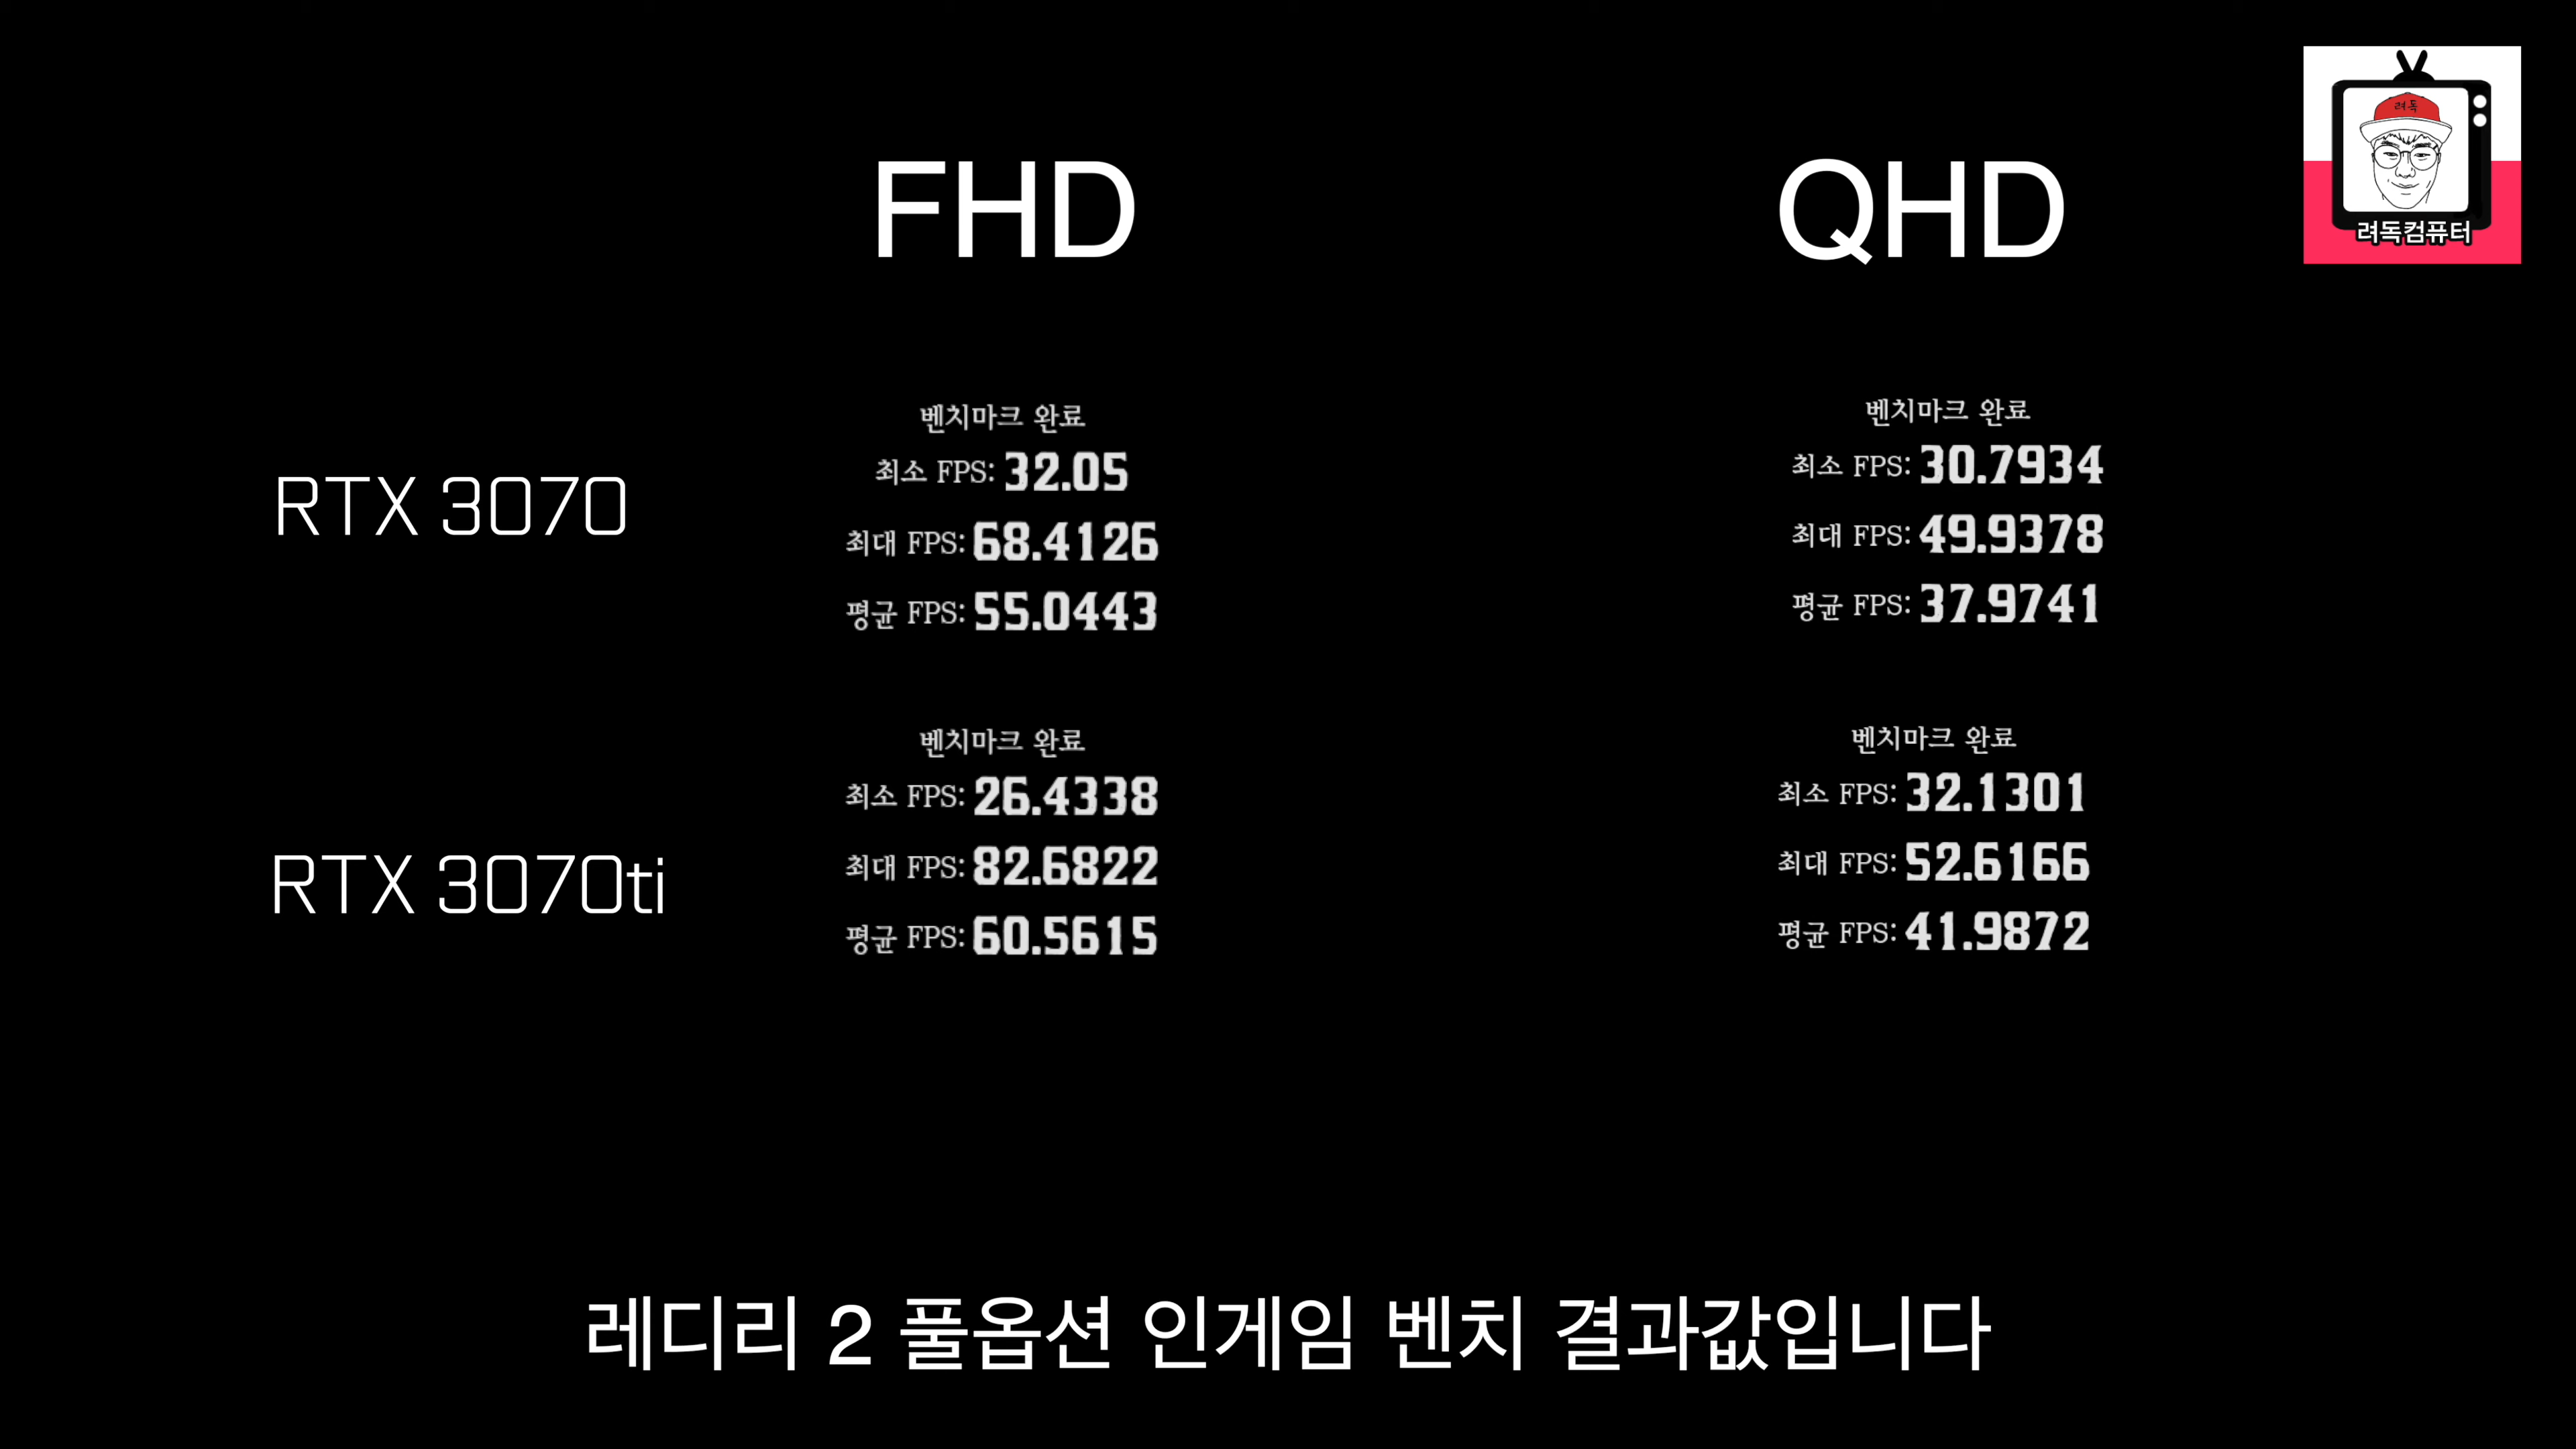 FHD
QHD
려독
려독컴퓨터
RTX 3070
벤치마크 완료
최소 FPS: 32.05
최대 FPS: 68.4126
평균 FPS: 55.0443
벤치마크 완료
최소 FPS: 30.7934
최대 FPS: 49.9378
평균 FPS: 37.9741
RTX 3070ti
벤치마크 완료
최소 FPS: 26.4338
최대 FPS: 82.6822
평균 FPS: 60.5615
벤치마크 완료
최소 FPS: 32.1301
최대 FPS: 52.6166
평균 FPS: 41.9872
레디리 2 풀옵션 인게임 벤치 결과값입니다